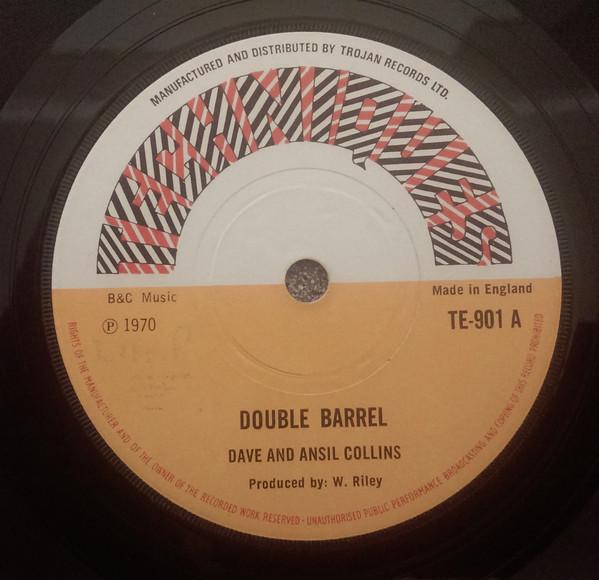 MANUFACTURED AND DISTRIBUTED BY TROJAN RECORDS LTD.
TECHNIQUES
B&C Music
Made in England
℗ 1970
TE-901 A
DOUBLE BARREL
DAVE AND ANSIL COLLINS
Produced by: W. Riley
RIGHTS OF THE MANUFACTURER AND OF THE OWNER OF THE RECORDED WORK RESERVED - UNAUTHORISED PUBLIC PERFORMANCE BROADCASTING AND COPYING OF THIS RECORD PROHIBITED